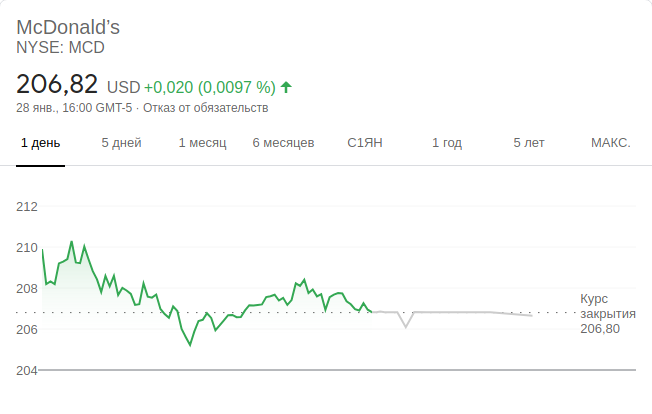 McDonald’s
NYSE: MCD
206,82 USD +0,020 (0,0097 %)
28 янв., 16:00 GMT-5 · Отказ от обязательств
1 день 5 дней 1 месяц 6 месяцев С1ЯН 1 год 5 лет МАКС.
212
210
208
206
204
Курс
закрытия
206,80